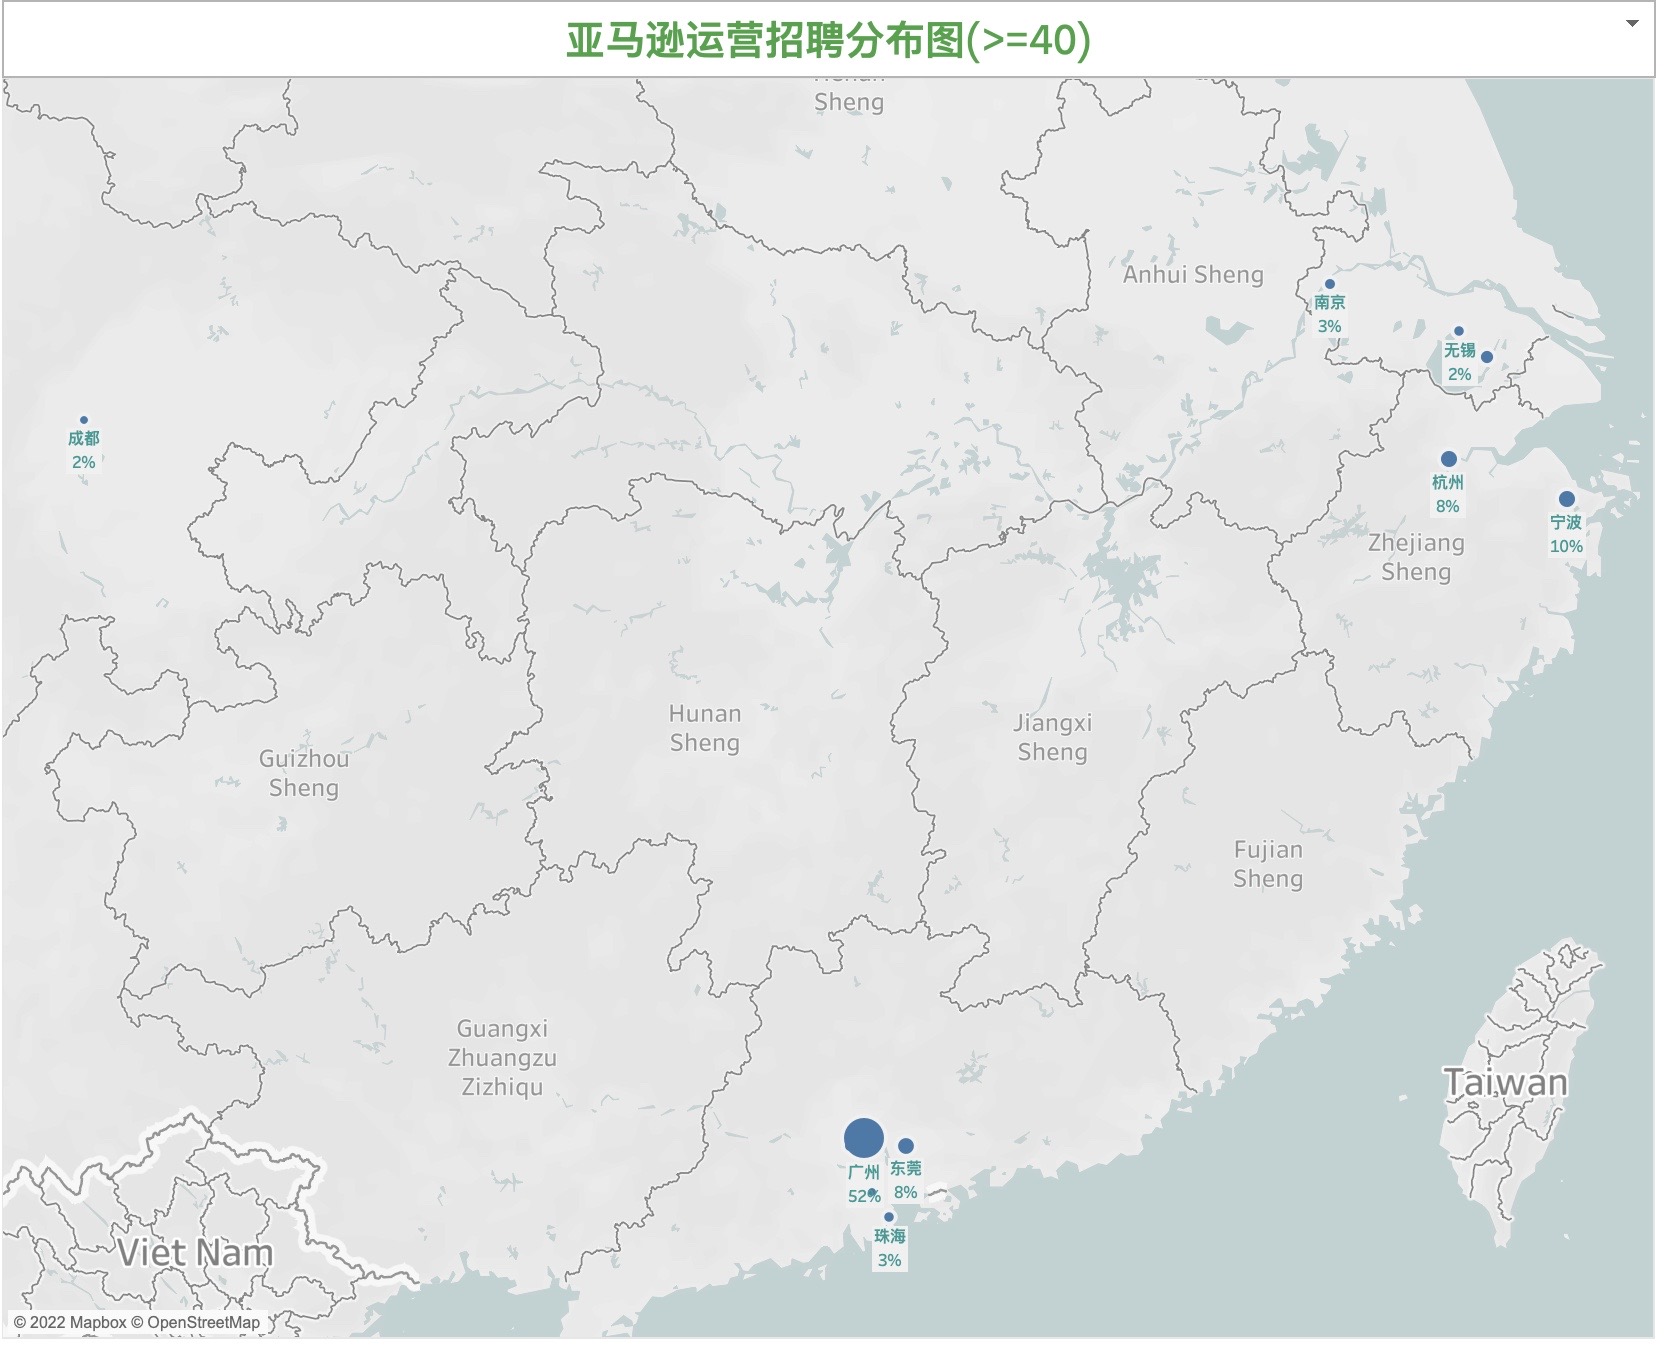 亚马逊运营招聘分布图(>=40)
Sheng
Anhui Sheng
南京
3%
无锡
2%
成都
2%
杭州
8%
宁波
10%
Zhejiang
Sheng
Hunan
Sheng
Jiangxi
Sheng
Guizhou
Sheng
Fujian
Sheng
Guangxi
Zhuangzu
Zizhiqu
Taiwan
广州
52%
东莞
8%
珠海
3%
Viet Nam
© 2022 Mapbox © OpenStreetMap